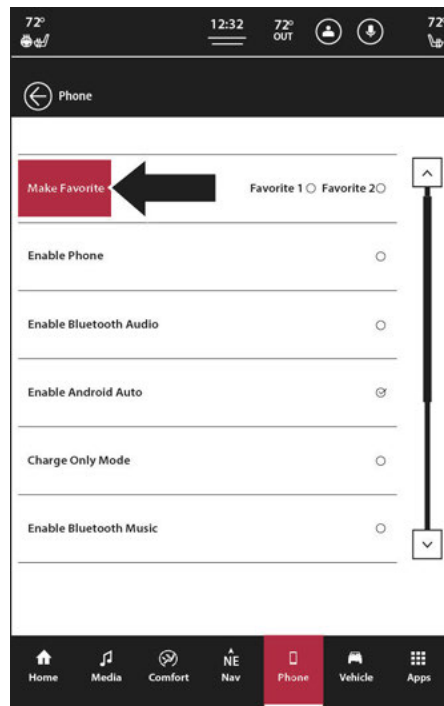 72° 12:32 72° OUT 72°
Phone
Make Favorite Favorite 1 Favorite 2
Enable Phone
Enable Bluetooth Audio
Enable Android Auto
Charge Only Mode
Enable Bluetooth Music
NE
Home Media Comfort Nav Phone Vehicle Apps